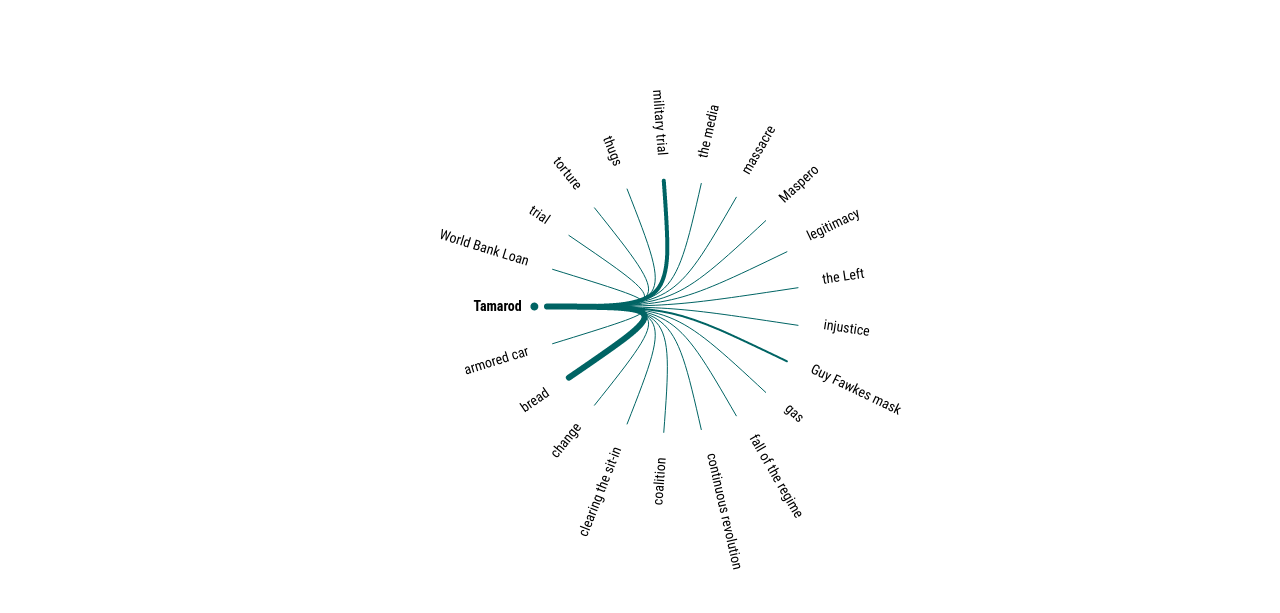 military trial
the media
massacre
Maspero
legitimacy
the Left
injustice
Guy Fawkes mask
gas
fall of the regime
continuous revolution
coalition
clearing the sit-in
change
bread
armored car
Tamarod
World Bank Loan
trial
torture
thugs